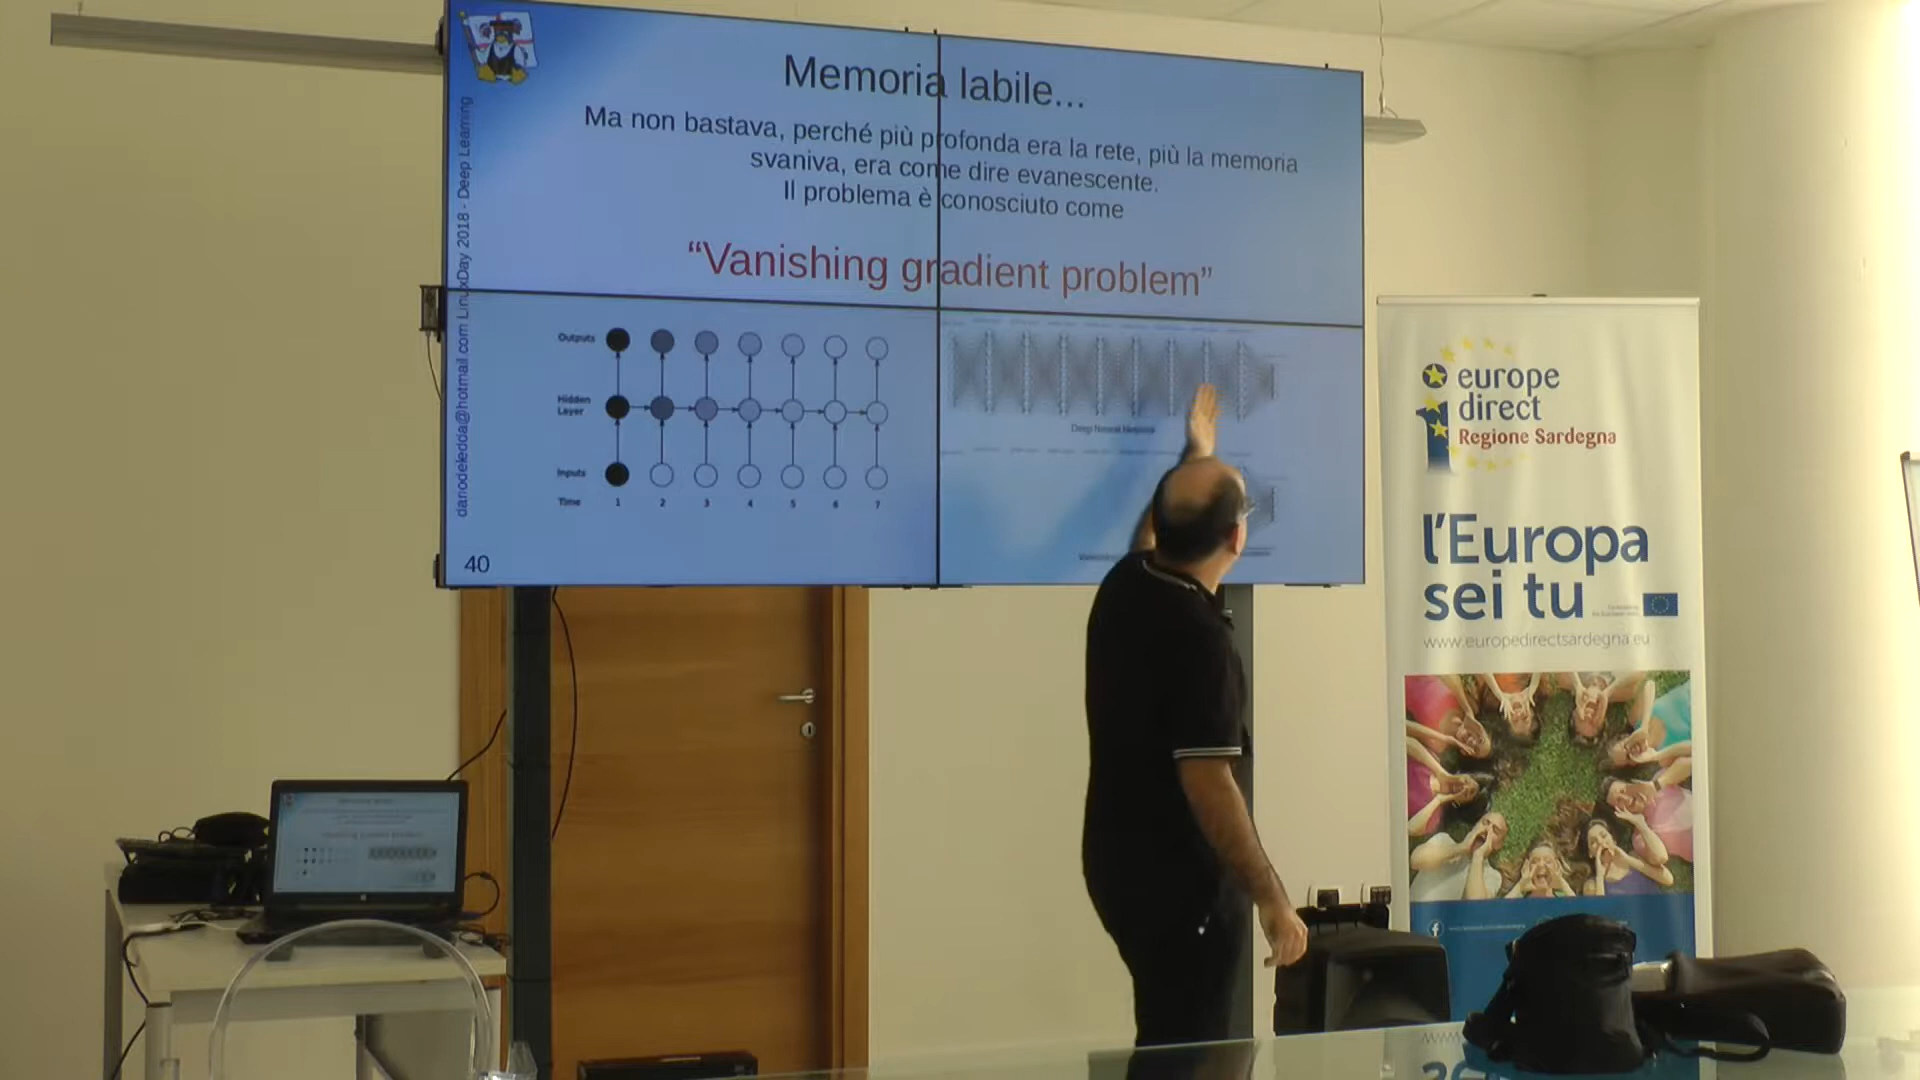 Memoria labile...
Ma non bastava, perché più profonda era la rete, più la memoria
svaniva, era come dire evanescente.
Il problema è conosciuto come
“Vanishing gradient problem”
dariodeledda@hotmail.com LinuxDay 2018 - Deep Learning
Outputs
Hidden
Layer
Inputs
Time 1 2 3 4 5 6 7
Deep Neural Network
40
europe
direct
Regione Sardegna
l'Europa
sei tu
www.europedirectsardegna.eu